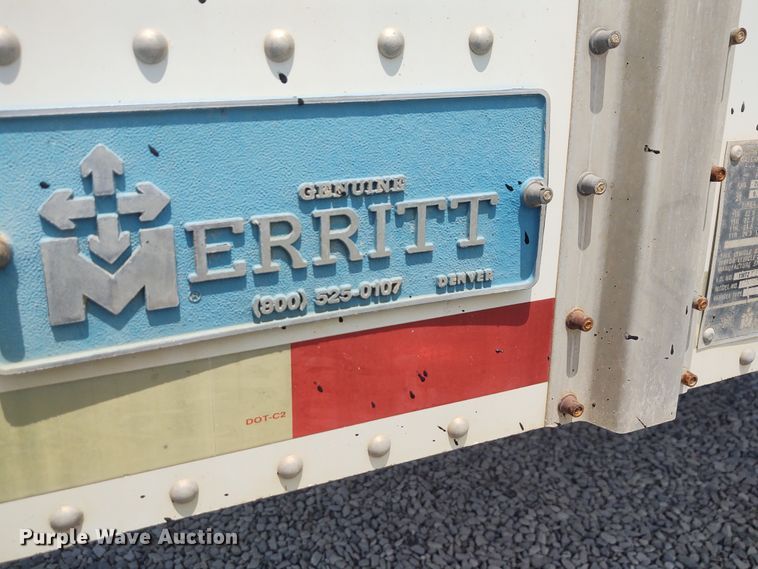 GENUINE
MERRITT
(800) 525-0107 DENVER
DOT-C2
Purple Wave Auction